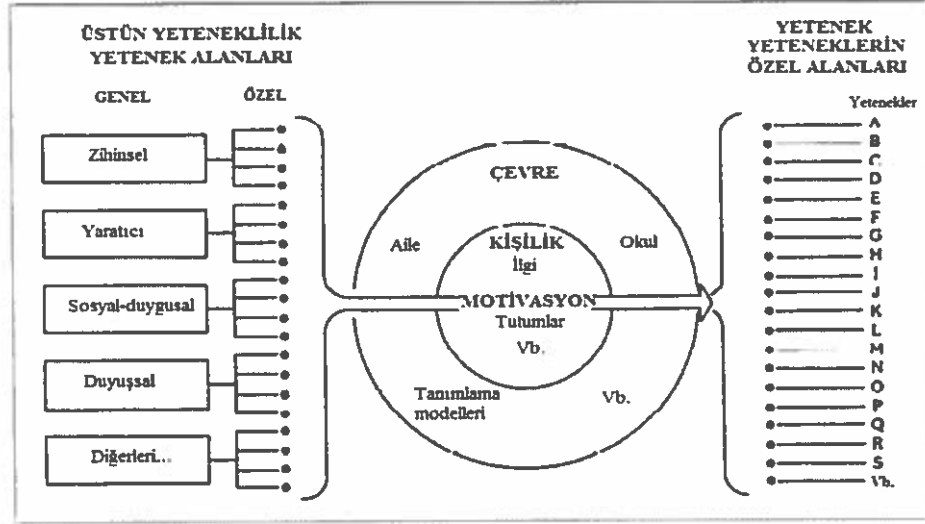 ÜSTÜN YETENEKLİLİK
YETENEK ALANLARI
GENEL
ÖZEL
Zihinsel
Yaratıcı
Sosyal-duygusal
Duyuşsal
Diğerleri...
ÇEVRE
Aile
Okul
KİŞİLİK
İlgi
MOTİVASYON
Tutumlar
Vb.
Tanımlama
modelleri
Vb.
YETENEK
YETENEKLERİN
ÖZEL ALANLARI
Yetenekler
A
B
C
D
E
F
G
H
I
J
K
L
M
N
O
P
Q
R
S
Vb.